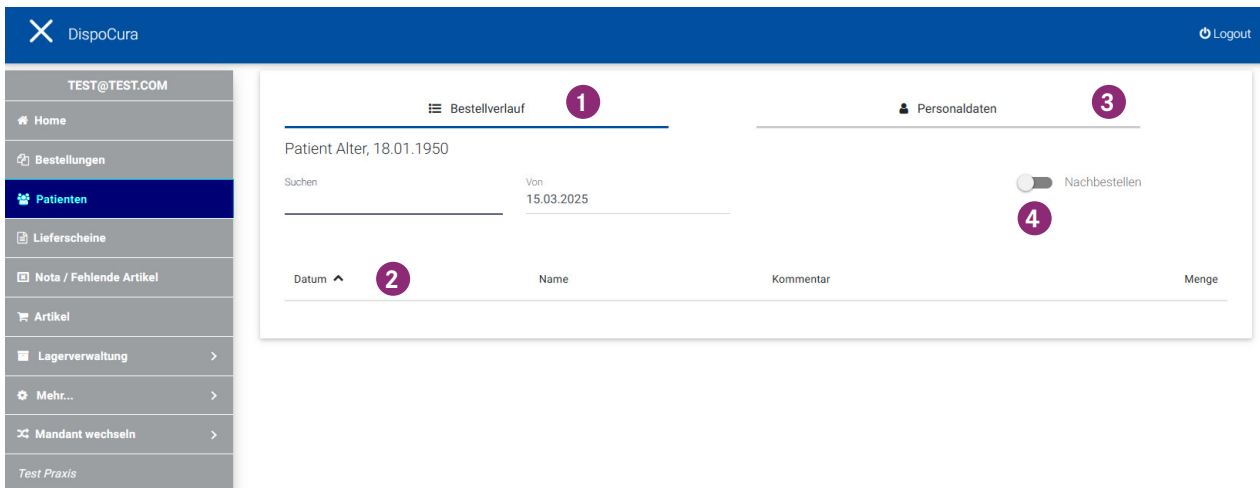 DispoCura
Logout
TEST@TEST.COM
Home
Bestellungen
Patienten
Lieferscheine
Nota / Fehlende Artikel
Artikel
Lagerverwaltung
Mehr...
Mandant wechseln
Test Praxis
Bestellverlauf 1
Personaldaten 3
Patient Alter, 18.01.1950
Suchen
Von
15.03.2025
Nachbestellen
4
Datum 2 Name Kommentar Menge